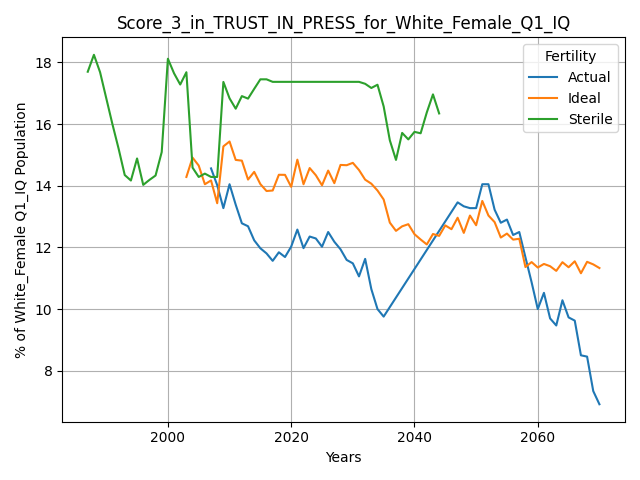 Score_3_in_TRUST_IN_PRESS_for_White_Female_Q1_IQ
Fertility
Actual
Ideal
Sterile
% of White_Female Q1_IQ Population
18
16
14
12
10
8
2000
2020
2040
2060
Years